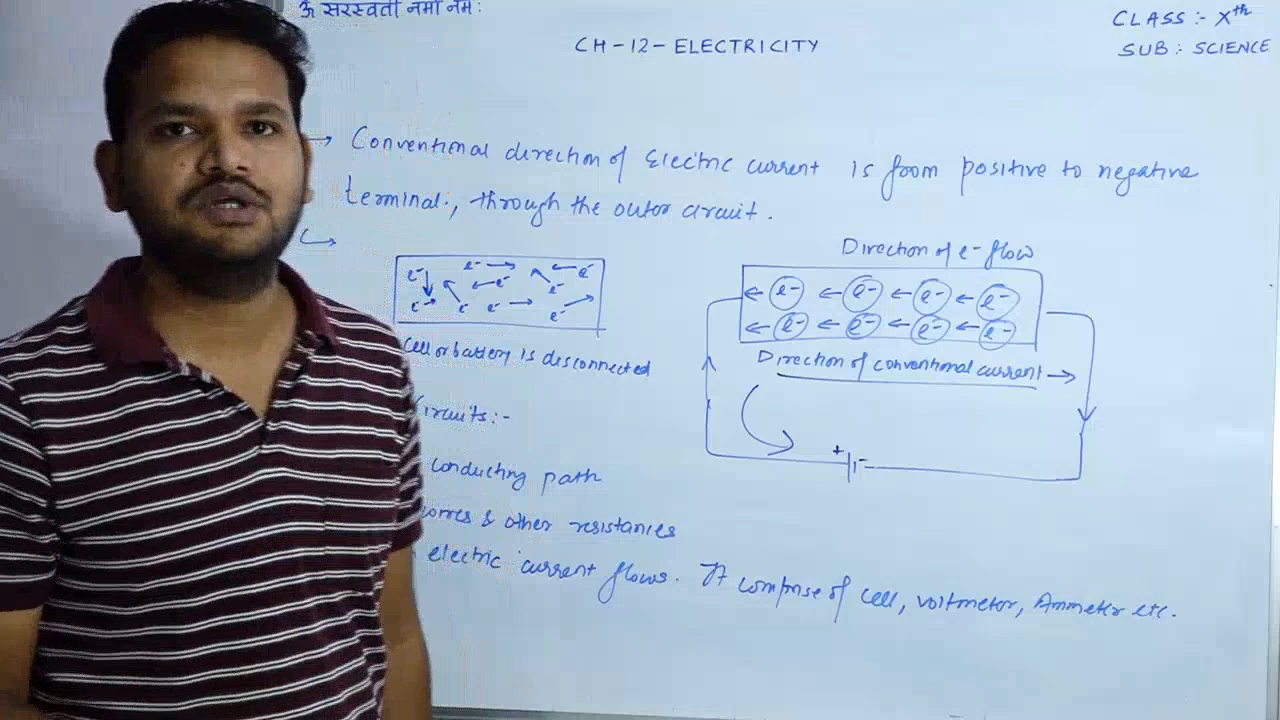 ॐ सरस्वती नमो नमः
CLASS :- Xth
SUB :- SCIENCE
CH-12-ELECTRICITY
→ Conventional direction of Electric current is from positive to negative
terminal., through the outer circuit.
Direction of e- flow
e- → ← e-
e- ← e- e-
e- → e e- → e-
← e- ← e- ← e- ← e-
← e- ← e- ← e- ← e-
cell or battery is disconnected
Direction of conventional current →
circuits:-
+ -
conducting path
wires & other resistances
electric current flows. It comprise of cell, voltmeter, Ammeter etc.